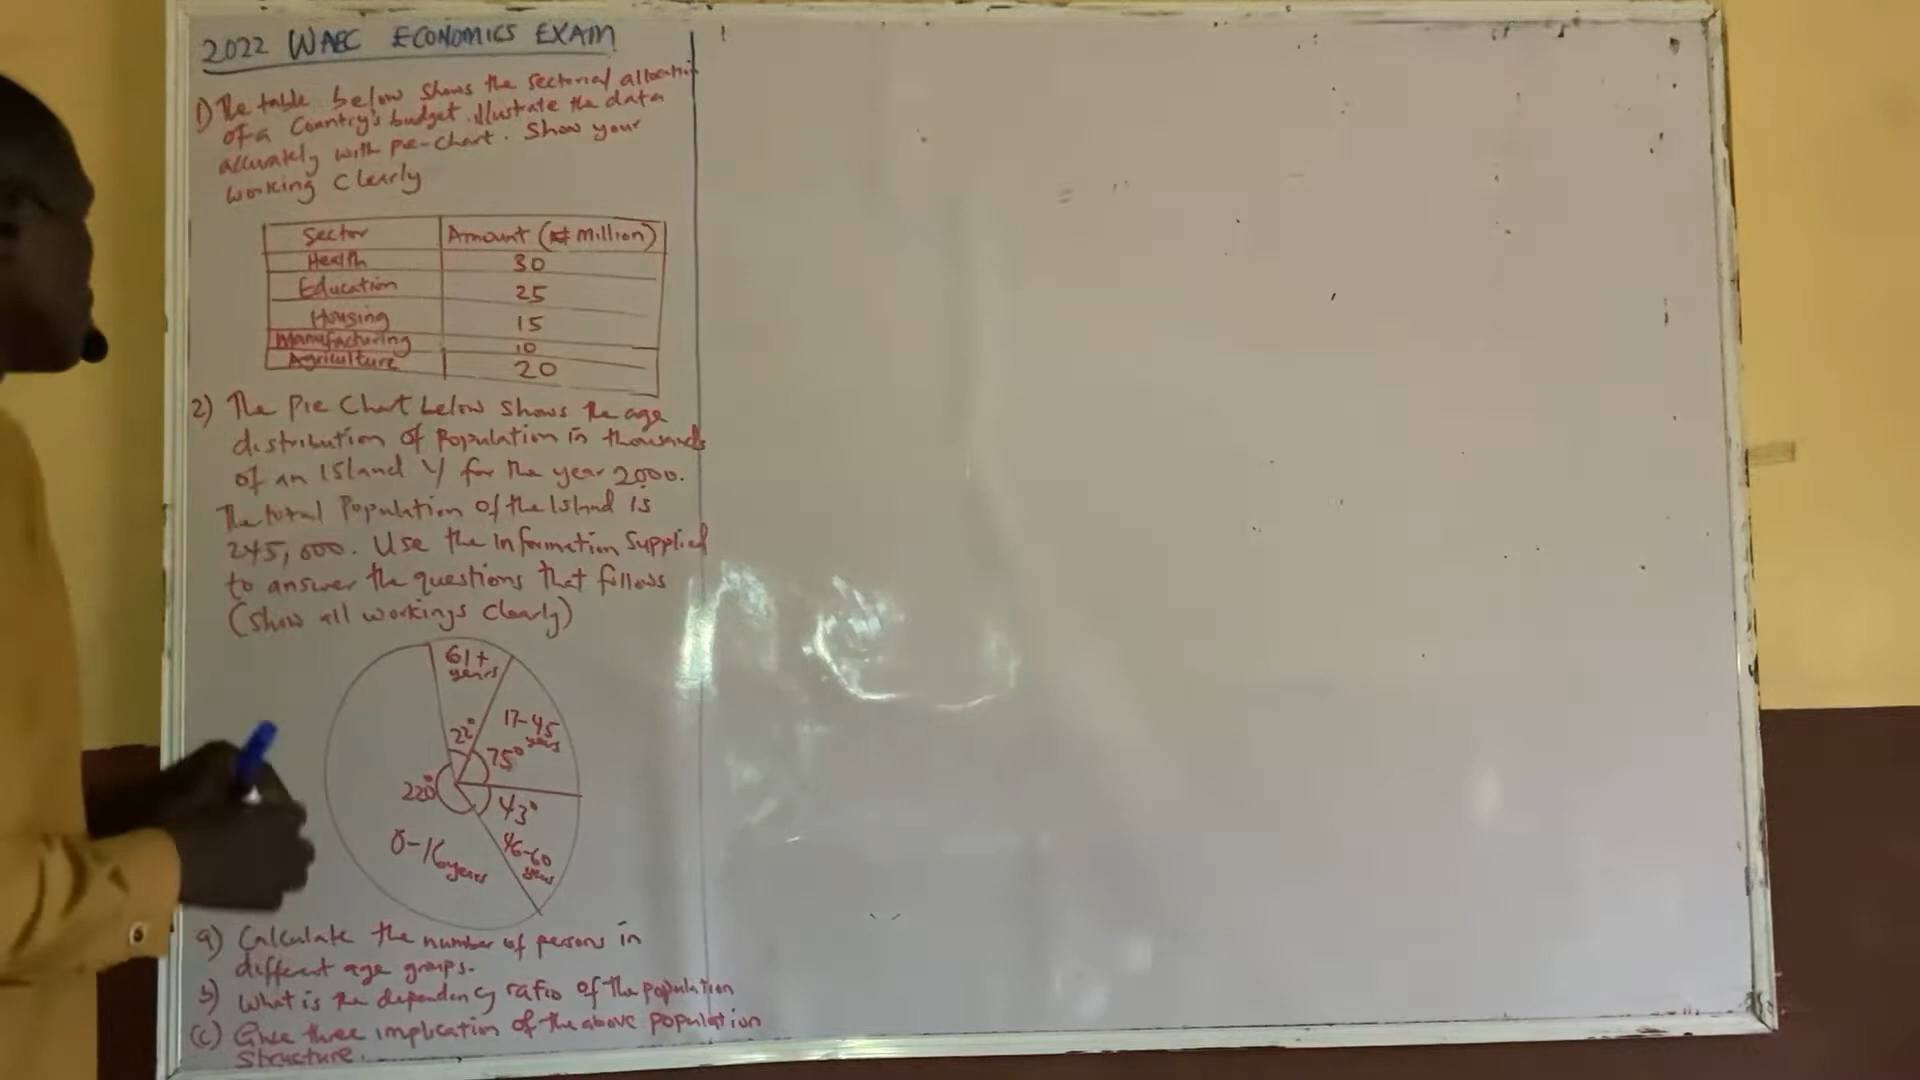 2022 WAEC ECONOMICS EXAM
1) The table below shows the sectorial allocation
of a Country's budget. illustrate the data
accurately with pie-chart. Show your
working Clearly
Sector Amount (₦ Million)
Health 30
Education 25
Housing 15
Manufacturing 10
Agriculture 20
2) The Pie Chart below shows the age
distribution of Population in thousands
of an Island Y for the year 2000.
The total Population of the Island is
245,000. Use the Information Supplied
to answer the questions that follows
(Show all workings Clearly)
61+
years
17-45
years
22°
75°
220°
43°
0-16years
46-60
years
a) Calculate the number of persons in
different age groups.
b) What is the dependency ratio of the population
(c) Give three implication of the above population
Structure.